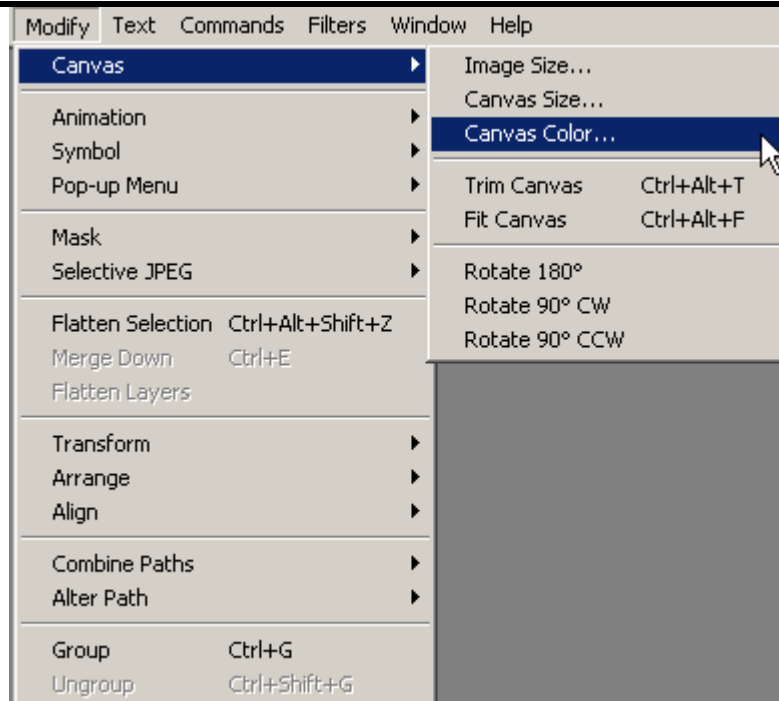 Modify Text Commands Filters Window Help
Canvas
Animation
Symbol
Pop-up Menu
Mask
Selective JPEG
Flatten Selection Ctrl+Alt+Shift+Z
Merge Down Ctrl+E
Flatten Layers
Transform
Arrange
Align
Combine Paths
Alter Path
Group Ctrl+G
Ungroup Ctrl+Shift+G
Image Size...
Canvas Size...
Canvas Color...
Trim Canvas Ctrl+Alt+T
Fit Canvas Ctrl+Alt+F
Rotate 180°
Rotate 90° CW
Rotate 90° CCW